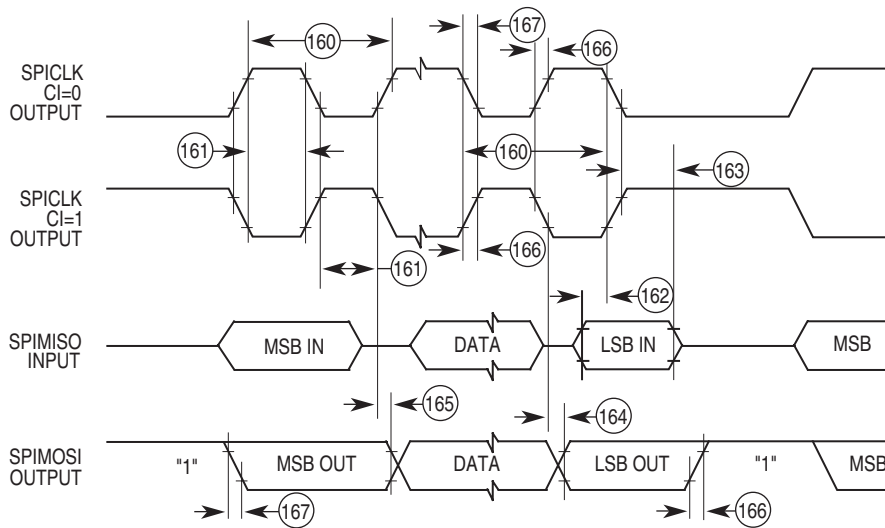 167
160
166
SPICLK
CI=0
OUTPUT
161
160
163
SPICLK
CI=1
OUTPUT
166
161
162
SPIMISO
INPUT
MSB IN
DATA
LSB IN
MSB
165
164
SPIMOSI
OUTPUT
"1"
MSB OUT
DATA
LSB OUT
"1"
MSB
167
166